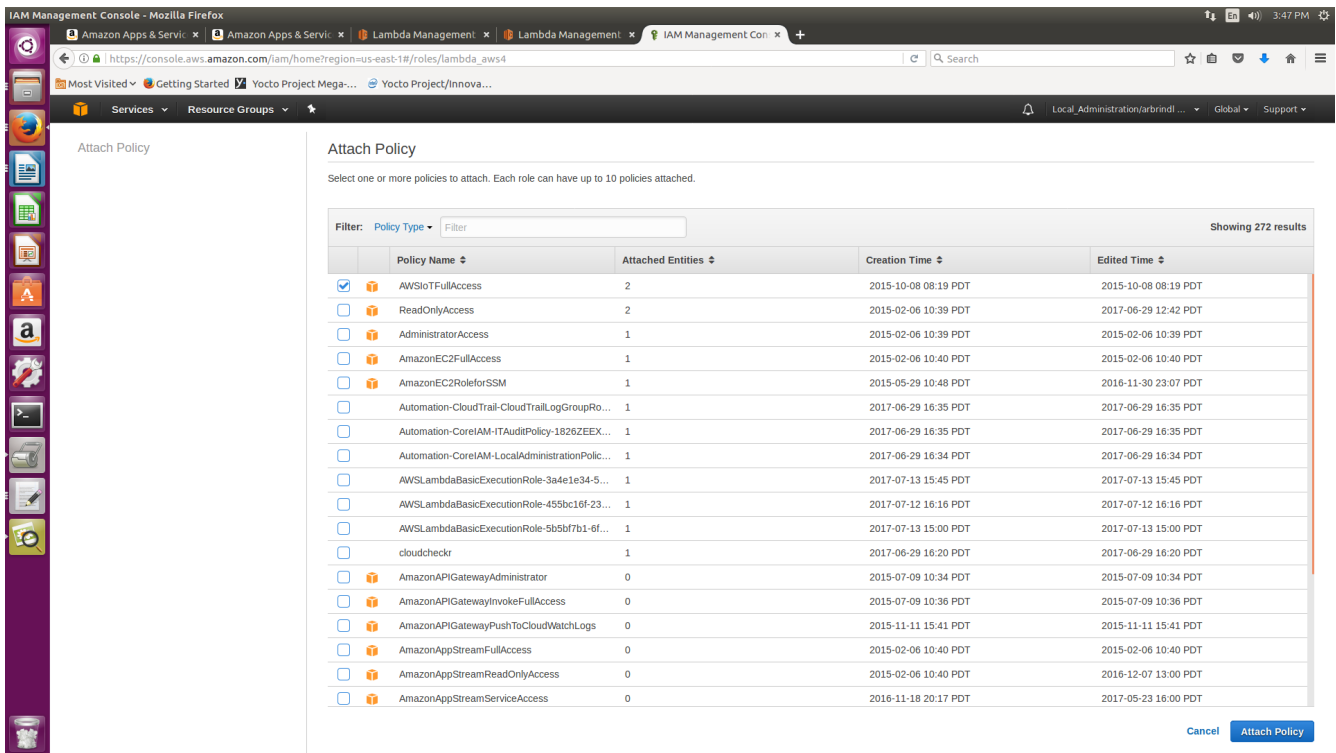 IAM Management Console - Mozilla Firefox
En 3:47 PM
Amazon Apps & Servic × Amazon Apps & Servic × Lambda Management × Lambda Management × IAM Management Con: × +
https://console.aws.amazon.com/iam/home?region=us-east-1#/roles/lambda_aws4 Search
Most Visited Getting Started Yocto Project Mega-... Yocto Project/Innova...
Services Resource Groups Local_Administration/arbrindl ... Global Support
Attach Policy
Attach Policy
Select one or more policies to attach. Each role can have up to 10 policies attached.
Filter: Policy Type Filter Showing 272 results
Policy Name Attached Entities Creation Time Edited Time
AWSIoTFullAccess 2 2015-10-08 08:19 PDT 2015-10-08 08:19 PDT
ReadOnlyAccess 2 2015-02-06 10:39 PDT 2017-06-29 12:42 PDT
AdministratorAccess 1 2015-02-06 10:39 PDT 2015-02-06 10:39 PDT
AmazonEC2FullAccess 1 2015-02-06 10:40 PDT 2015-02-06 10:40 PDT
AmazonEC2RoleforSSM 1 2015-05-29 10:48 PDT 2016-11-30 23:07 PDT
Automation-CloudTrail-CloudTrailLogGroupRo... 1 2017-06-29 16:35 PDT 2017-06-29 16:35 PDT
Automation-CoreIAM-ITAuditPolicy-1826ZEEX... 1 2017-06-29 16:35 PDT 2017-06-29 16:35 PDT
Automation-CoreIAM-LocalAdministrationPolic... 1 2017-06-29 16:34 PDT 2017-06-29 16:34 PDT
AWSLambdaBasicExecutionRole-3a4e1e34-5... 1 2017-07-13 15:45 PDT 2017-07-13 15:45 PDT
AWSLambdaBasicExecutionRole-455bc16f-23... 1 2017-07-12 16:16 PDT 2017-07-12 16:16 PDT
AWSLambdaBasicExecutionRole-5b5bf7b1-6f... 1 2017-07-13 15:00 PDT 2017-07-13 15:00 PDT
cloudcheckr 1 2017-06-29 16:20 PDT 2017-06-29 16:20 PDT
AmazonAPIGatewayAdministrator 0 2015-07-09 10:34 PDT 2015-07-09 10:34 PDT
AmazonAPIGatewayInvokeFullAccess 0 2015-07-09 10:36 PDT 2015-07-09 10:36 PDT
AmazonAPIGatewayPushToCloudWatchLogs 0 2015-11-11 15:41 PDT 2015-11-11 15:41 PDT
AmazonAppStreamFullAccess 0 2015-02-06 10:40 PDT 2015-02-06 10:40 PDT
AmazonAppStreamReadOnlyAccess 0 2015-02-06 10:40 PDT 2016-12-07 13:00 PDT
AmazonAppStreamServiceAccess 0 2016-11-18 20:17 PDT 2017-05-23 16:00 PDT
Cancel Attach Policy